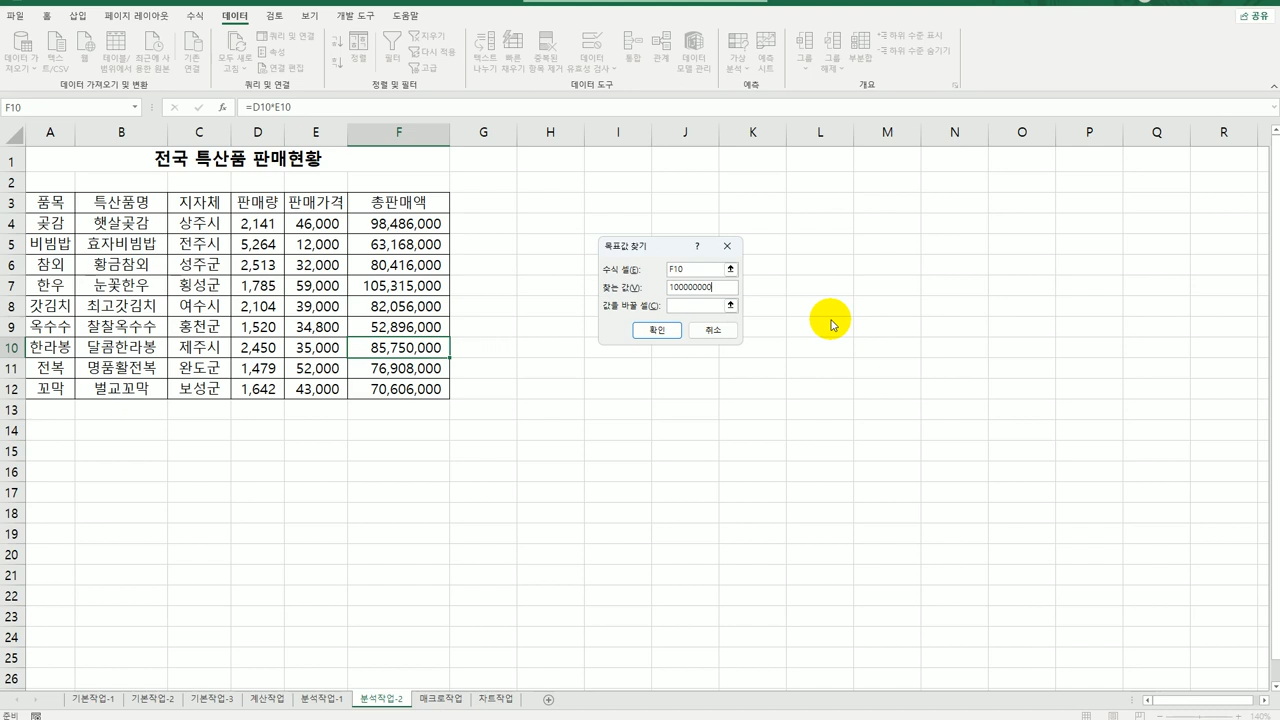 파일 홈 삽입 페이지 레이아웃 수식 데이터 검토 보기 개발 도구 도움말 공유
데이터 가져오기 텍스트/CSV 웹 테이블/범위에서 최근에 사용한 원본 기존 연결 모두 새로 고침 쿼리 및 연결 속성 연결 편집 정렬 필터 지우기 다시 적용 고급 텍스트 나누기 빠른 채우기 중복된 항목 제거 데이터 유효성 검사 통합 관계 데이터 모델 관리 가상 분석 예측 시트 그룹 그룹 해제 부분합 하위 수준 표시 하위 수준 숨기기
데이터 가져오기 및 변환 쿼리 및 연결 정렬 및 필터 데이터 도구 예측 개요
F10 fx =D10*E10
A B C D E F G H I J K L M N O P Q R
1 전국 특산품 판매현황
2
3 품목 특산품명 지자체 판매량 판매가격 총판매액
4 곶감 햇살곶감 상주시 2,141 46,000 98,486,000
5 비빔밥 효자비빔밥 전주시 5,264 12,000 63,168,000
6 참외 황금참외 성주군 2,513 32,000 80,416,000
7 한우 눈꽃한우 횡성군 1,785 59,000 105,315,000
8 갓김치 최고갓김치 여수시 2,104 39,000 82,056,000
9 옥수수 찰찰옥수수 홍천군 1,520 34,800 52,896,000
10 한라봉 달콤한라봉 제주시 2,450 35,000 85,750,000
11 전복 명품활전복 완도군 1,479 52,000 76,908,000
12 꼬막 벌교꼬막 보성군 1,642 43,000 70,606,000
13
14
15
16
17
18
19
20
21
22
23
24
25
26
목표값 찾기 ?
수식 셀(E): F10
찾는 값(V): 100000000
값을 바꿀 셀(C):
확인 취소
기본작업-1 기본작업-2 기본작업-3 계산작업 분석작업-1 분석작업-2 매크로작업 차트작업
준비 140%